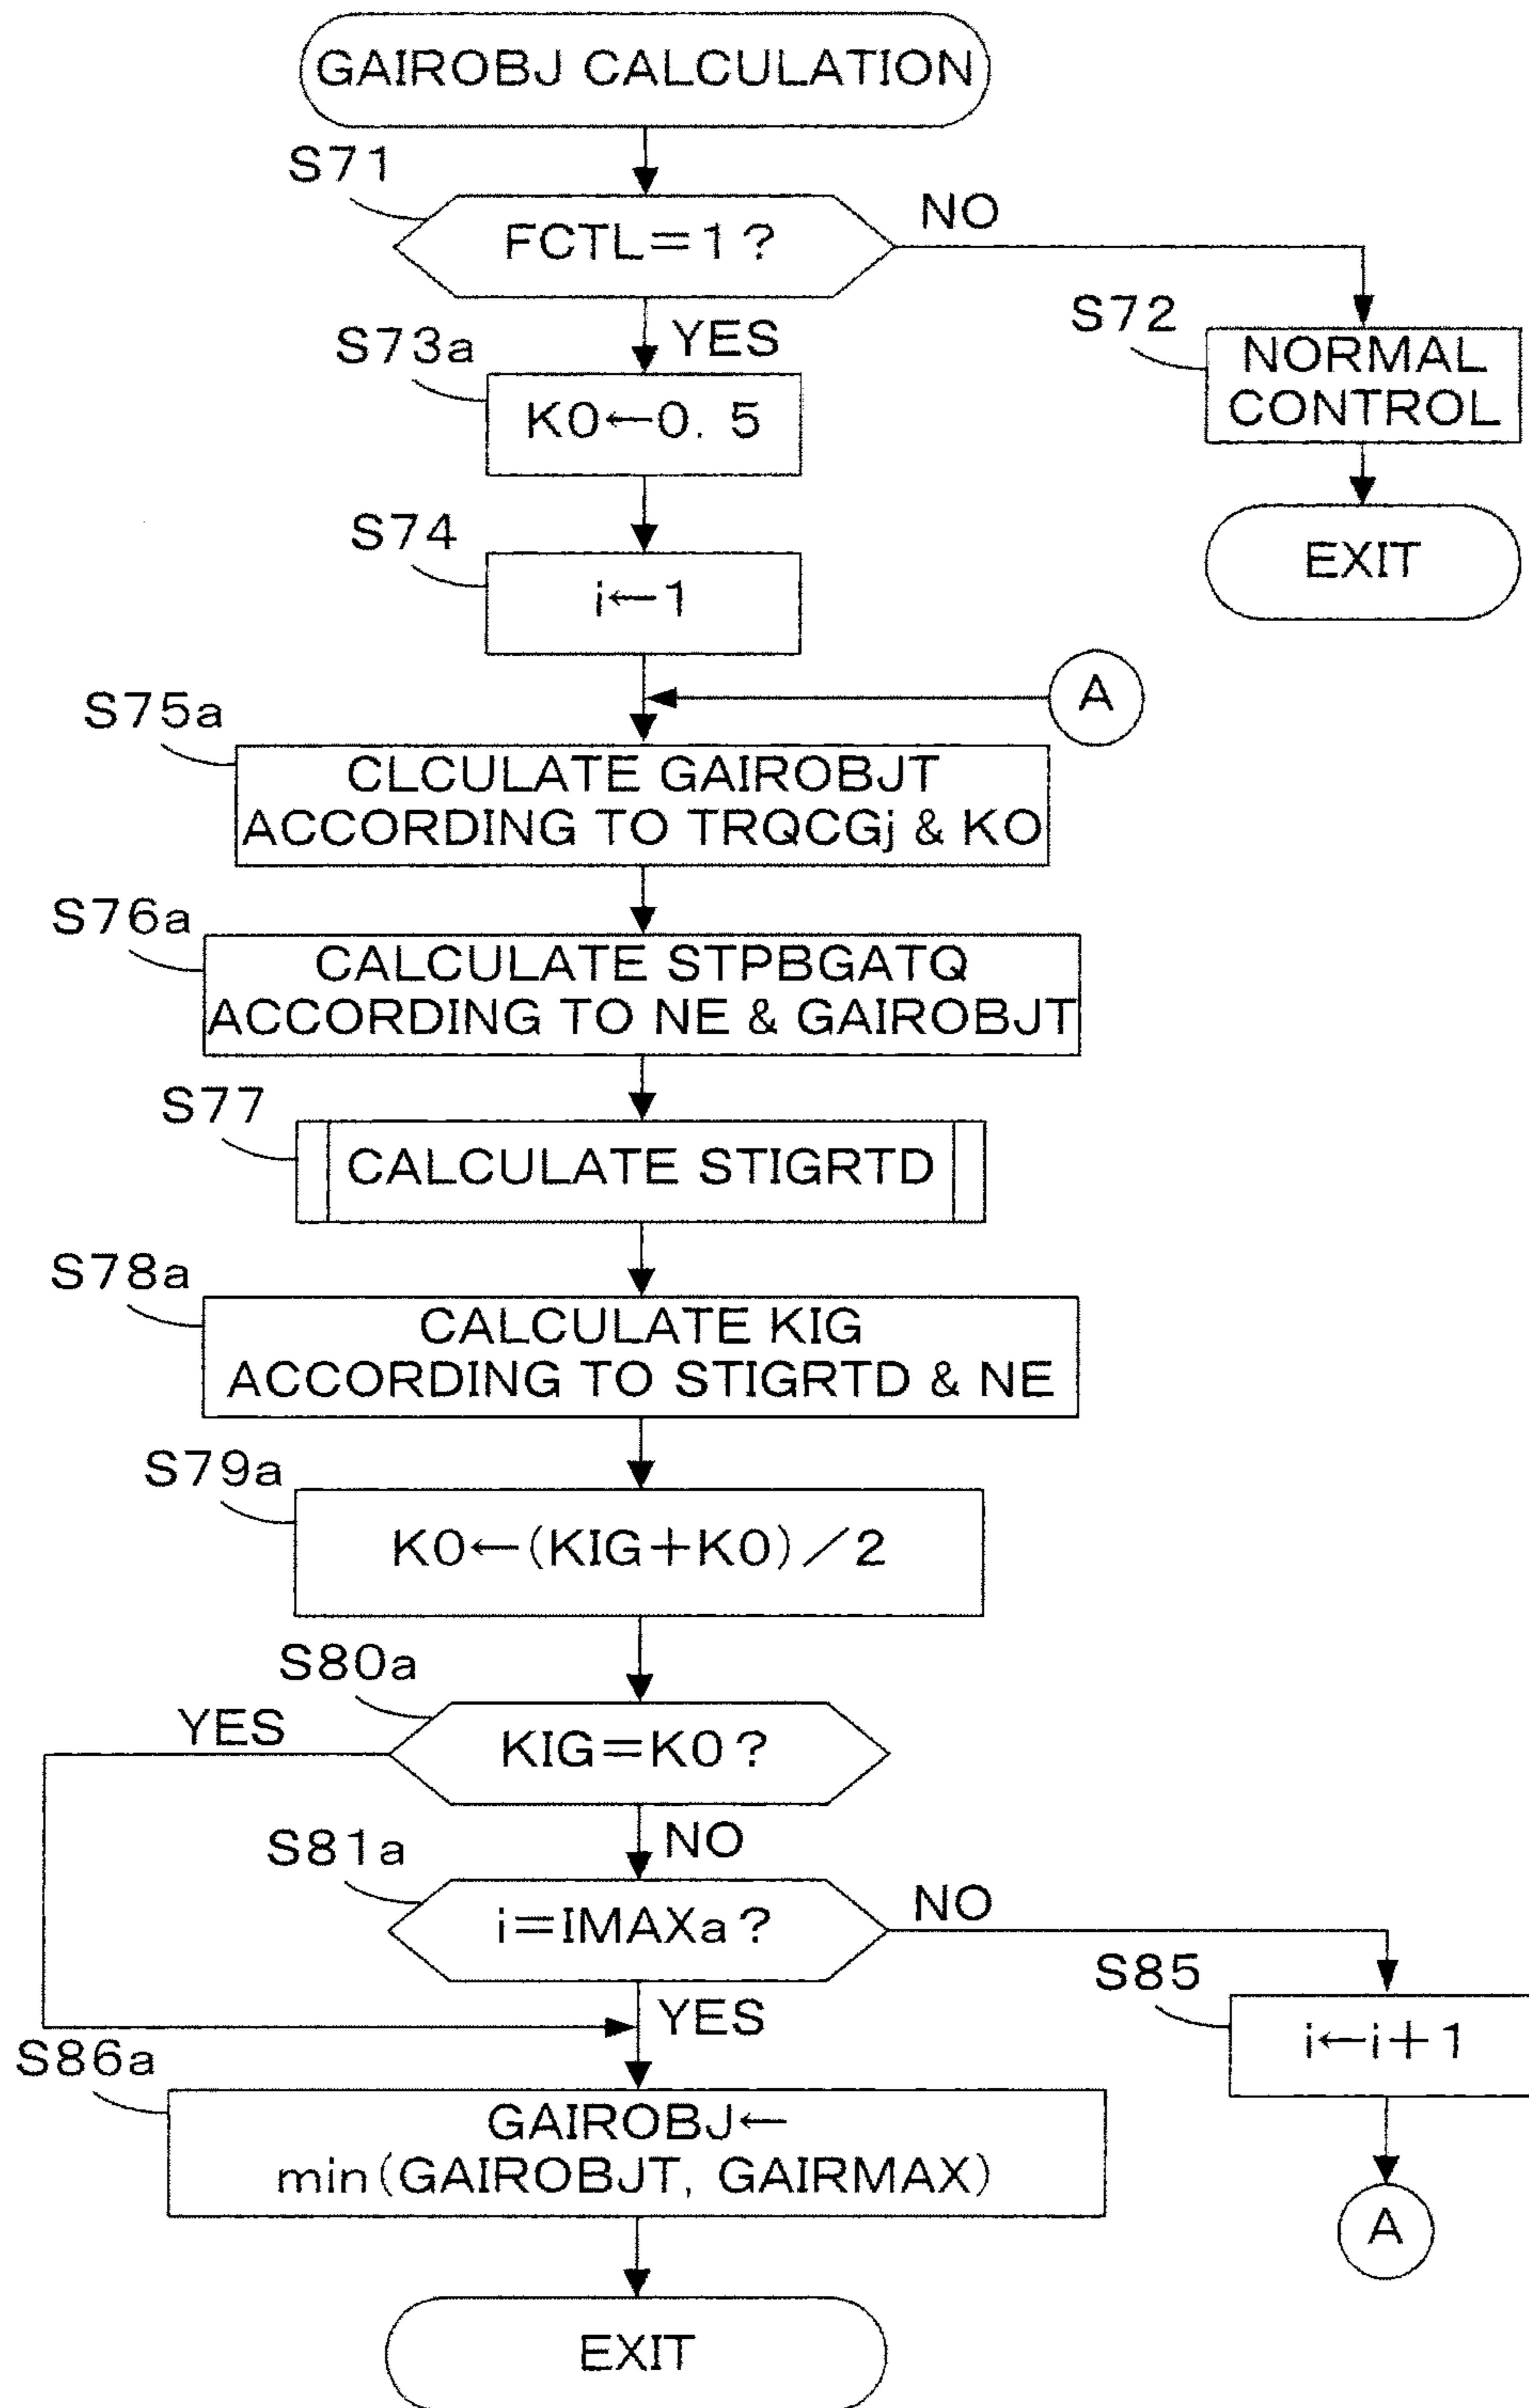 GAIROBJ CALCULATION
S71
FCTL=1?
NO
S72
NORMAL
CONTROL
EXIT
YES
S73a
K0←0. 5
S74
i←1
A
S75a
CLCULATE GAIROBJT
ACCORDING TO TRQCGj & K0
S76a
CALCULATE STPBGATQ
ACCORDING TO NE & GAIROBJT
S77
CALCULATE STIGRTD
S78a
CALCULATE KIG
ACCORDING TO STIGRTD & NE
S79a
K0←(KIG+K0)/2
S80a
YES
KIG=K0?
NO
S81a
i=IMAXa?
NO
S85
i←i+1
A
YES
S86a
GAIROBJ←
min(GAIROBJT, GAIRMAX)
EXIT